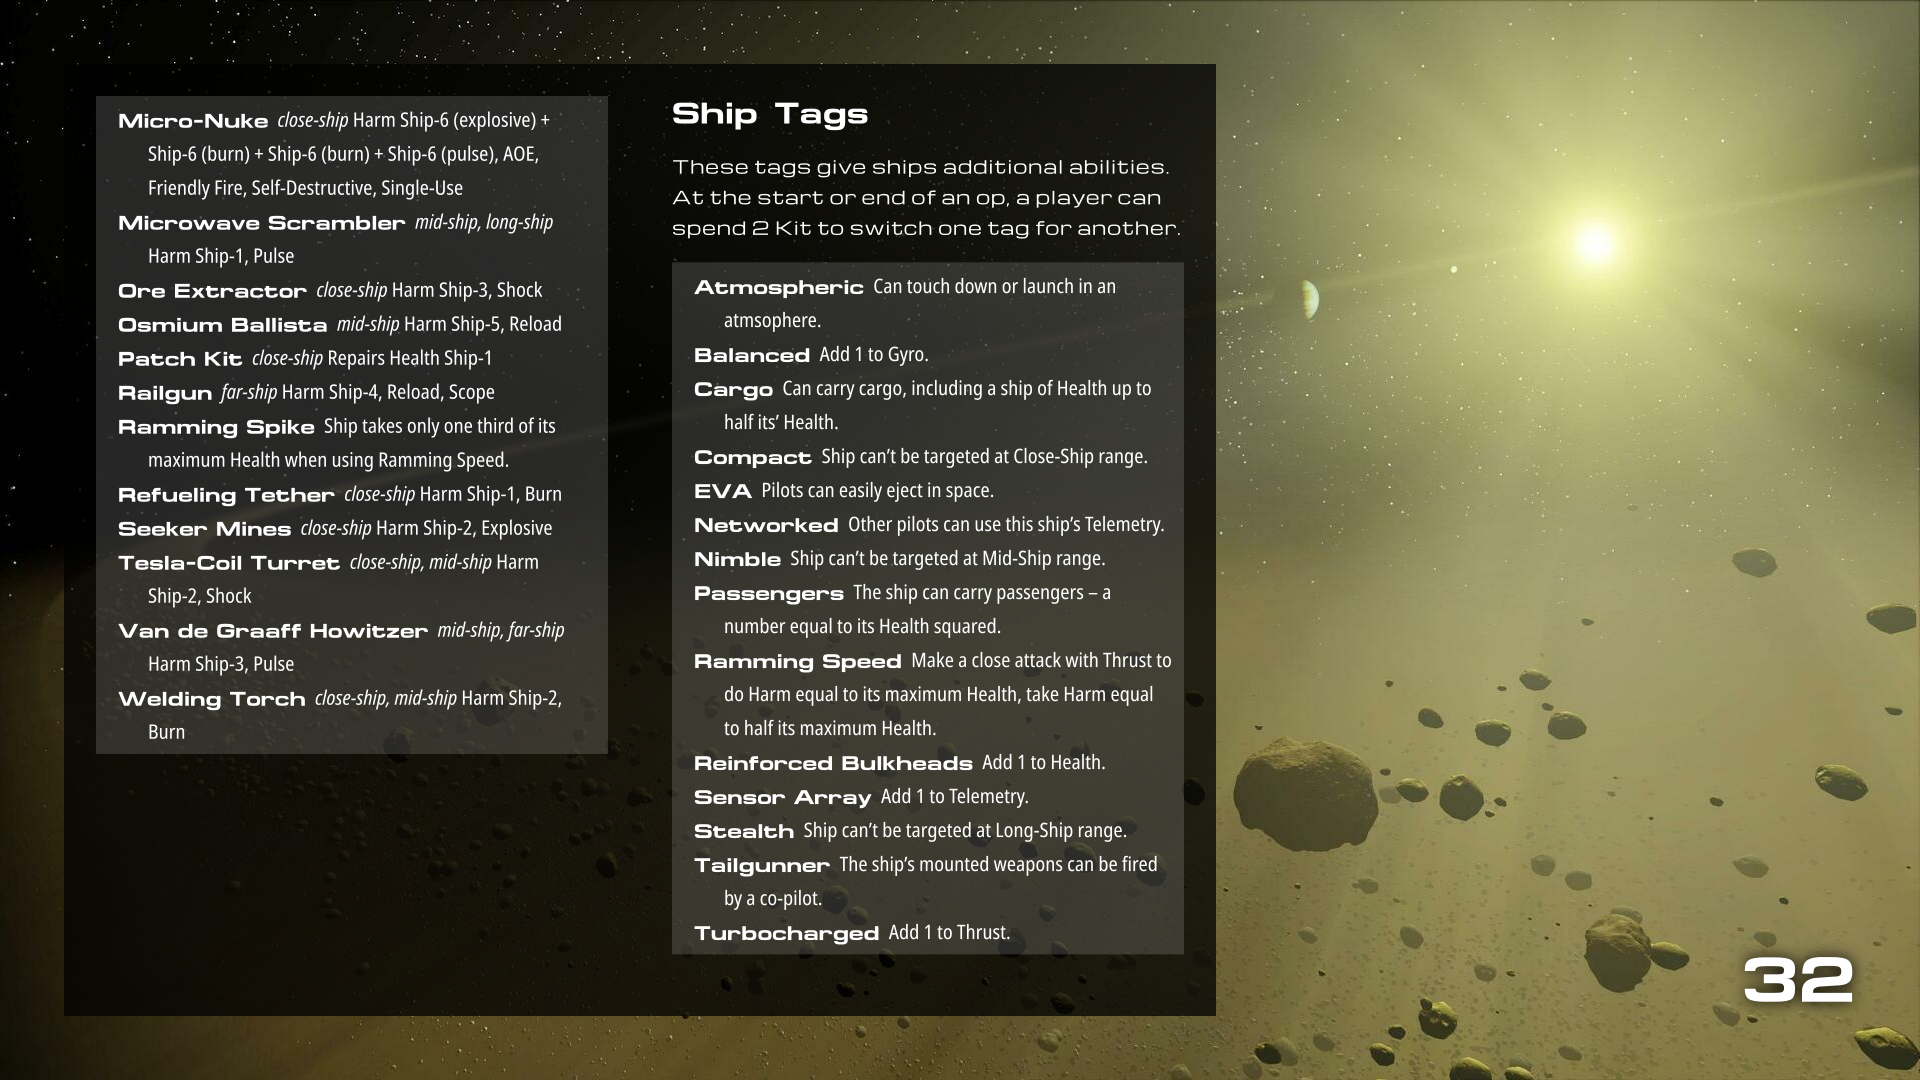 Micro-Nuke close-ship Harm Ship-6 (explosive) +
Ship-6 (burn) + Ship-6 (burn) + Ship-6 (pulse), AOE,
Friendly Fire, Self-Destructive, Single-Use
Microwave Scrambler mid-ship, long-ship
Harm Ship-1, Pulse
Ore Extractor close-ship Harm Ship-3, Shock
Osmium Ballista mid-ship Harm Ship-5, Reload
Patch Kit close-ship Repairs Health Ship-1
Railgun far-ship Harm Ship-4, Reload, Scope
Ramming Spike Ship takes only one third of its
maximum Health when using Ramming Speed.
Refueling Tether close-ship Harm Ship-1, Burn
Seeker Mines close-ship Harm Ship-2, Explosive
Tesla-Coil Turret close-ship, mid-ship Harm
Ship-2, Shock
Van de Graaff Howitzer mid-ship, far-ship
Harm Ship-3, Pulse
Welding Torch close-ship, mid-ship Harm Ship-2,
Burn
Ship Tags
These tags give ships additional abilities.
At the start or end of an op, a player can
spend 2 Kit to switch one tag for another.
Atmospheric Can touch down or launch in an
atmsophere.
Balanced Add 1 to Gyro.
Cargo Can carry cargo, including a ship of Health up to
half its’ Health.
Compact Ship can’t be targeted at Close-Ship range.
EVA Pilots can easily eject in space.
Networked Other pilots can use this ship’s Telemetry.
Nimble Ship can’t be targeted at Mid-Ship range.
Passengers The ship can carry passengers – a
number equal to its Health squared.
Ramming Speed Make a close attack with Thrust to
do Harm equal to its maximum Health, take Harm equal
to half its maximum Health.
Reinforced Bulkheads Add 1 to Health.
Sensor Array Add 1 to Telemetry.
Stealth Ship can’t be targeted at Long-Ship range.
Tailgunner The ship’s mounted weapons can be fired
by a co-pilot.
Turbocharged Add 1 to Thrust.
32